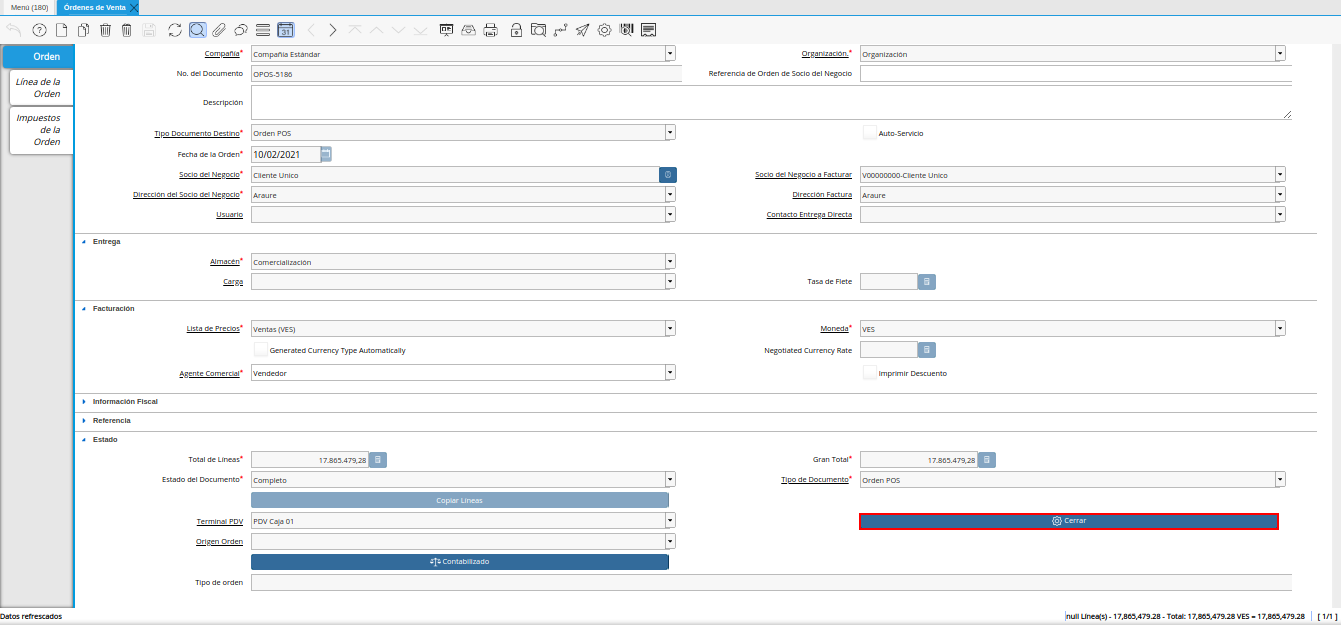 Menú (180) Órdenes de Venta
31
Orden
Línea de la
Orden
Impuestos
de la
Orden
Compañía* Compañia Estándar Organización.* Organización
No. del Documento OPOS-5186 Referencia de Orden de Socio del Negocio
Descripción
Tipo Documento Destino* Orden POS Auto-Servicio
Fecha de la Orden* 10/02/2021
Socio del Negocio* Cliente Unico Socio del Negocio a Facturar V00000000-Cliente Unico
Dirección del Socio del Negocio* Araure Dirección Factura Araure
Usuario Contacto Entrega Directa
Entrega
Almacén* Comercialización
Carga Tasa de Flete
Facturación
Lista de Precios* Ventas (VES) Moneda* VES
Generated Currency Type Automatically Negotiated Currency Rate
Agente Comercial* Vendedor Imprimir Descuento
Información Fiscal
Referencia
Estado
Total de Líneas* 17.865.479,28 Gran Total* 17.865.479,28
Estado del Documento* Completo Tipo de Documento* Orden POS
Copiar Líneas
Terminal PDV PDV Caja 01 Cerrar
Origen Orden
Contabilizado
Tipo de orden
Datos refrescados null Línea(s) - 17,865,479.28 - Total: 17,865,479.28 VES = 17,865,479.28 [ 1/1 ]